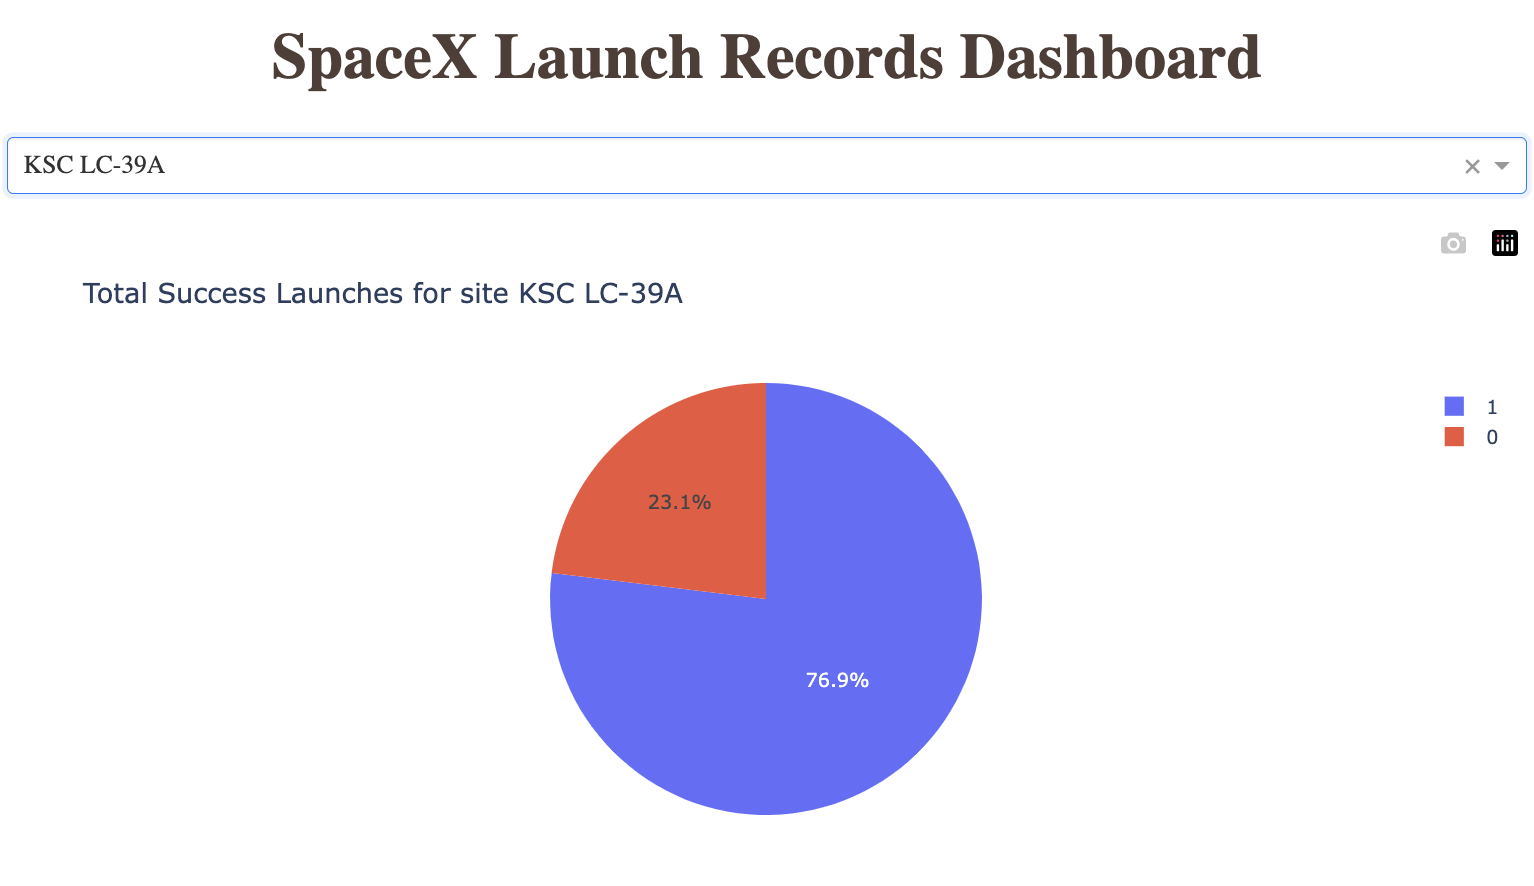 SpaceX Launch Records Dashboard
KSC LC-39A
Total Success Launches for site KSC LC-39A
1
0
23.1%
76.9%